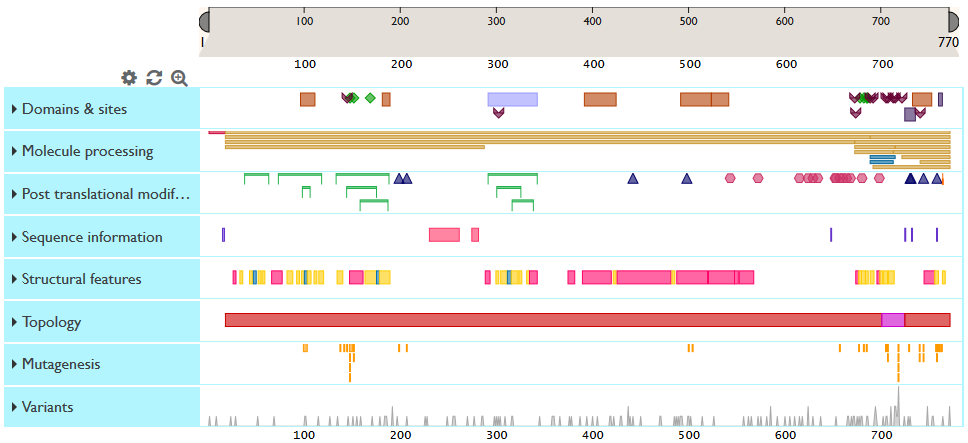 100 200 300 400 500 600 700
1 770
100 200 300 400 500 600 700
Domains & sites
Molecule processing
Post translational modif...
Sequence information
Structural features
Topology
Mutagenesis
Variants
100 200 300 400 500 600 700